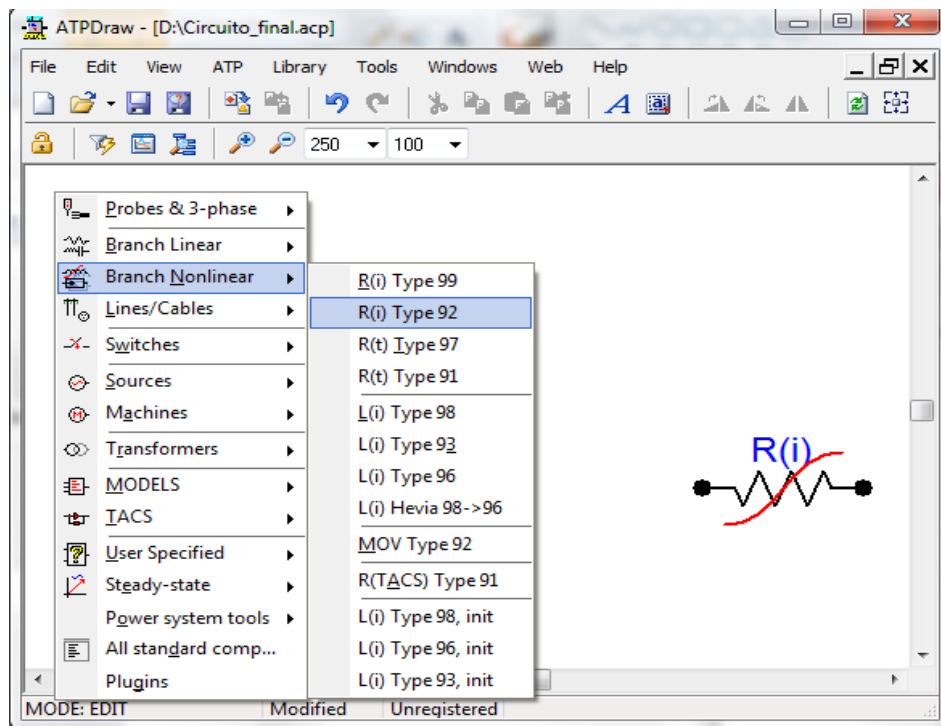 ATPDraw - [D:\Circuito_final.acp]
File Edit View ATP Library Tools Windows Web Help
250 100
Probes & 3-phase
Branch Linear
Branch Nonlinear
Lines/Cables
Switches
Sources
Machines
Transformers
MODELS
TACS
User Specified
Steady-state
Power system tools
All standard comp...
Plugins
R(i) Type 99
R(i) Type 92
R(t) Type 97
R(t) Type 91
L(i) Type 98
L(i) Type 93
L(i) Type 96
L(i) Hevia 98->96
MOV Type 92
R(TACS) Type 91
L(i) Type 98, init
L(i) Type 96, init
L(i) Type 93, init
R(i)
MODE: EDIT Modified Unregistered